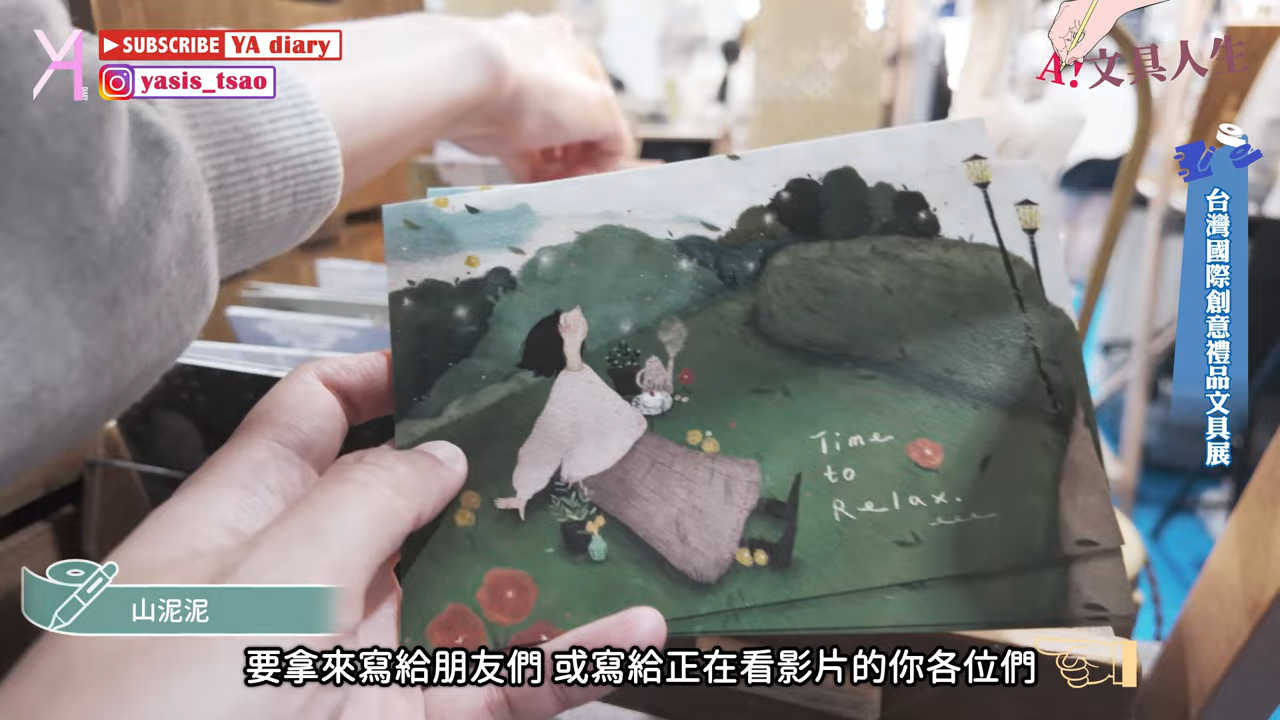 SUBSCRIBE YA diary
yasis_tsao
A!文具人生
台灣國際創意禮品文具展
Time
to
Relax.
山泥泥
要拿來寫給朋友們 或寫給正在看影片的你各位們